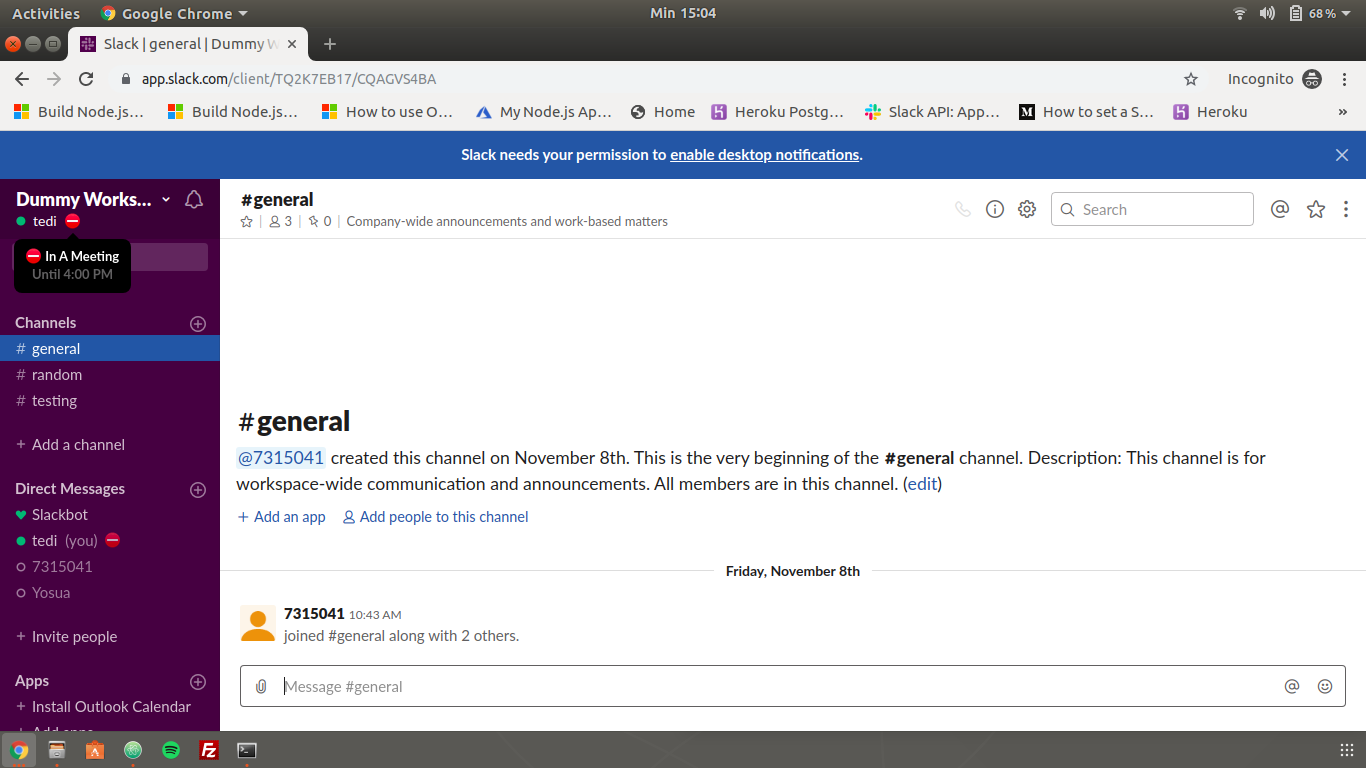 Activities Google Chrome Min 15:04 68 %
Slack | general | Dummy W
app.slack.com/client/TQ2K7EB17/CQAGVS4BA Incognito
Build Node.js… Build Node.js… How to use O… My Node.js Ap… Home Heroku Postg… Slack API: App… M How to set a S… Heroku »
Slack needs your permission to enable desktop notifications.
Dummy Works…
tedi
In A Meeting
Until 4:00 PM
#general
3 | 0 | Company-wide announcements and work-based matters
Search
Channels
# general
# random
# testing
+ Add a channel
Direct Messages
Slackbot
tedi (you)
7315041
Yosua
+ Invite people
Apps
+ Install Outlook Calendar
+ Add apps
#general
@7315041 created this channel on November 8th. This is the very beginning of the #general channel. Description: This channel is for
workspace-wide communication and announcements. All members are in this channel. (edit)
+ Add an app Add people to this channel
Friday, November 8th
7315041 10:43 AM
joined #general along with 2 others.
Message #general
Fz